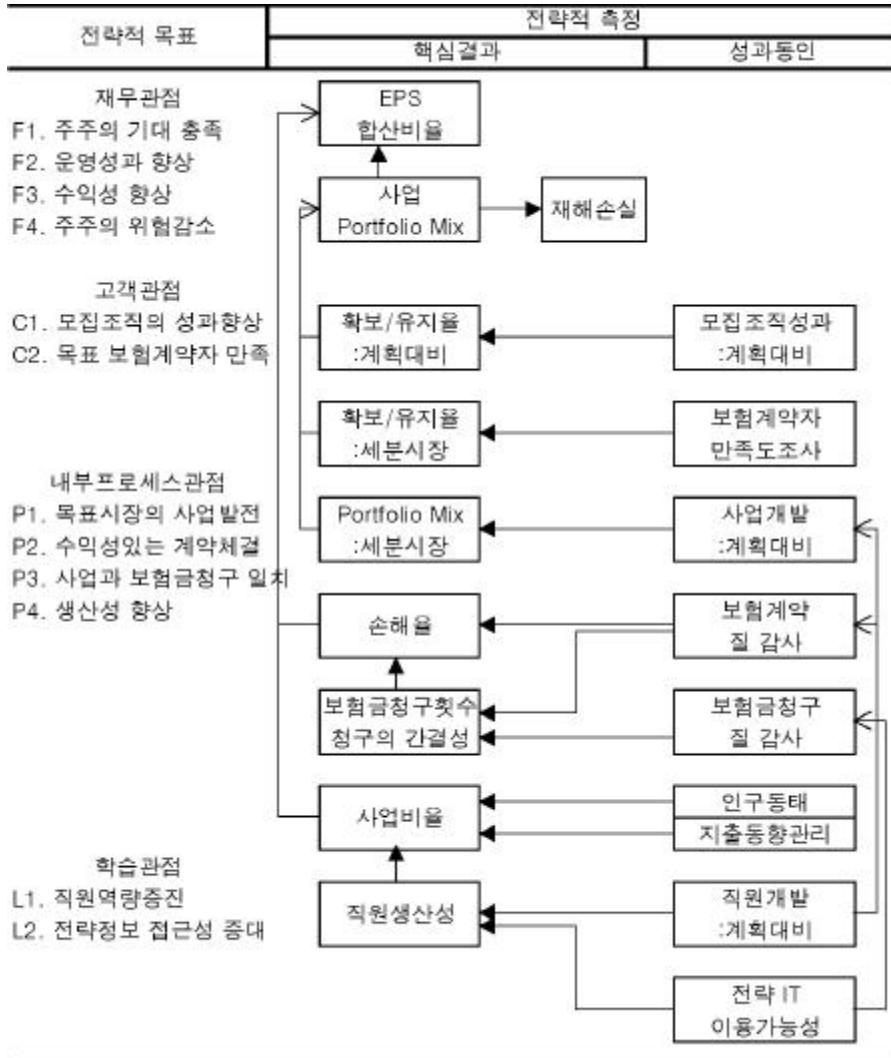 전략적 목표
전략적 측정
핵심결과
성과동인
재무관점
F1. 주주의 기대 충족
F2. 운영성과 향상
F3. 수익성 향상
F4. 주주의 위험감소
EPS
합산비율
사업
Portfolio Mix
재해손실
고객관점
C1. 모집조직의 성과향상
C2. 목표 보험계약자 만족
확보/유지율
:계획대비
모집조직성과
:계획대비
확보/유지율
:세분시장
보험계약자
만족도조사
내부프로세스관점
P1. 목표시장의 사업발전
P2. 수익성있는 계약체결
P3. 사업과 보험금청구 일치
P4. 생산성 향상
Portfolio Mix
:세분시장
사업개발
:계획대비
손해율
보험계약
질 감사
보험금청구횟수
청구의 간결성
보험금청구
질 감사
사업비율
인구동태
지출동향관리
학습관점
L1. 직원역량증진
L2. 전략정보 접근성 증대
직원생산성
직원개발
:계획대비
전략 IT
이용가능성